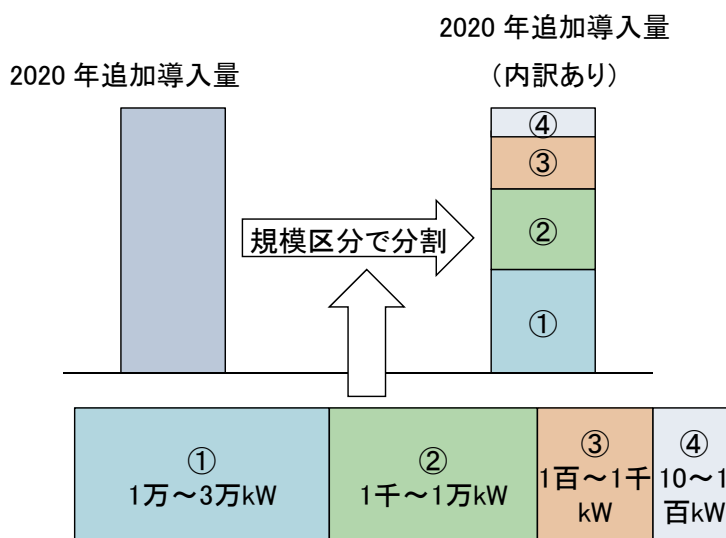 2020 年追加導入量
2020 年追加導入量
（内訳あり）
④
③
②
①
規模区分で分割
①
1万～3万kW
②
1千～1万kW
③
1百～1千
kW
④
10～1
百kW